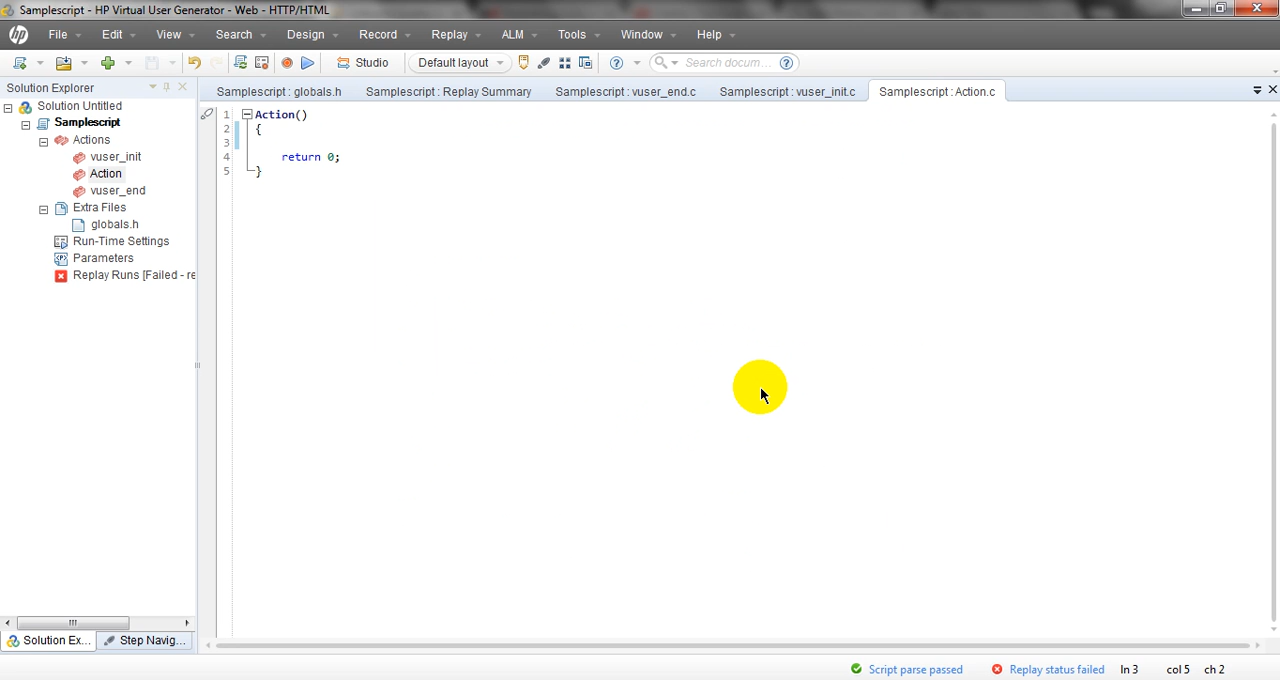 Samplescript - HP Virtual User Generator - Web - HTTP/HTML
hp File Edit View Search Design Record Replay ALM Tools Window Help
Studio Default layout Search docum...
Solution Explorer
Solution Untitled
Samplescript
Actions
vuser_init
Action
vuser_end
Extra Files
globals.h
Run-Time Settings
Parameters
Replay Runs [Failed - re
Solution Ex... Step Navig...
Samplescript : globals.h Samplescript : Replay Summary Samplescript : vuser_end.c Samplescript : vuser_init.c Samplescript : Action.c
1 Action()
2 {
3
4 return 0;
5 }
Script parse passed Replay status failed ln 3 col 5 ch 2